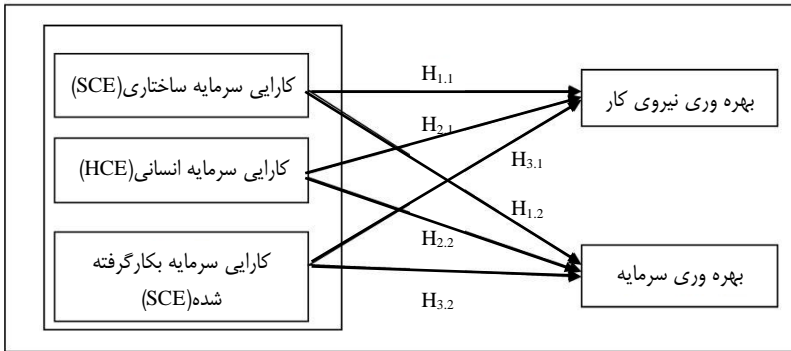 کارایی سرمایه ساختاری(SCE)
کارایی سرمایه انسانی(HCE)
کارایی سرمایه بکارگرفته
شده(SCE)
H1.1
H2.1
H3.1
H1.2
H2.2
H3.2
بهره وری نیروی کار
بهره وری سرمایه